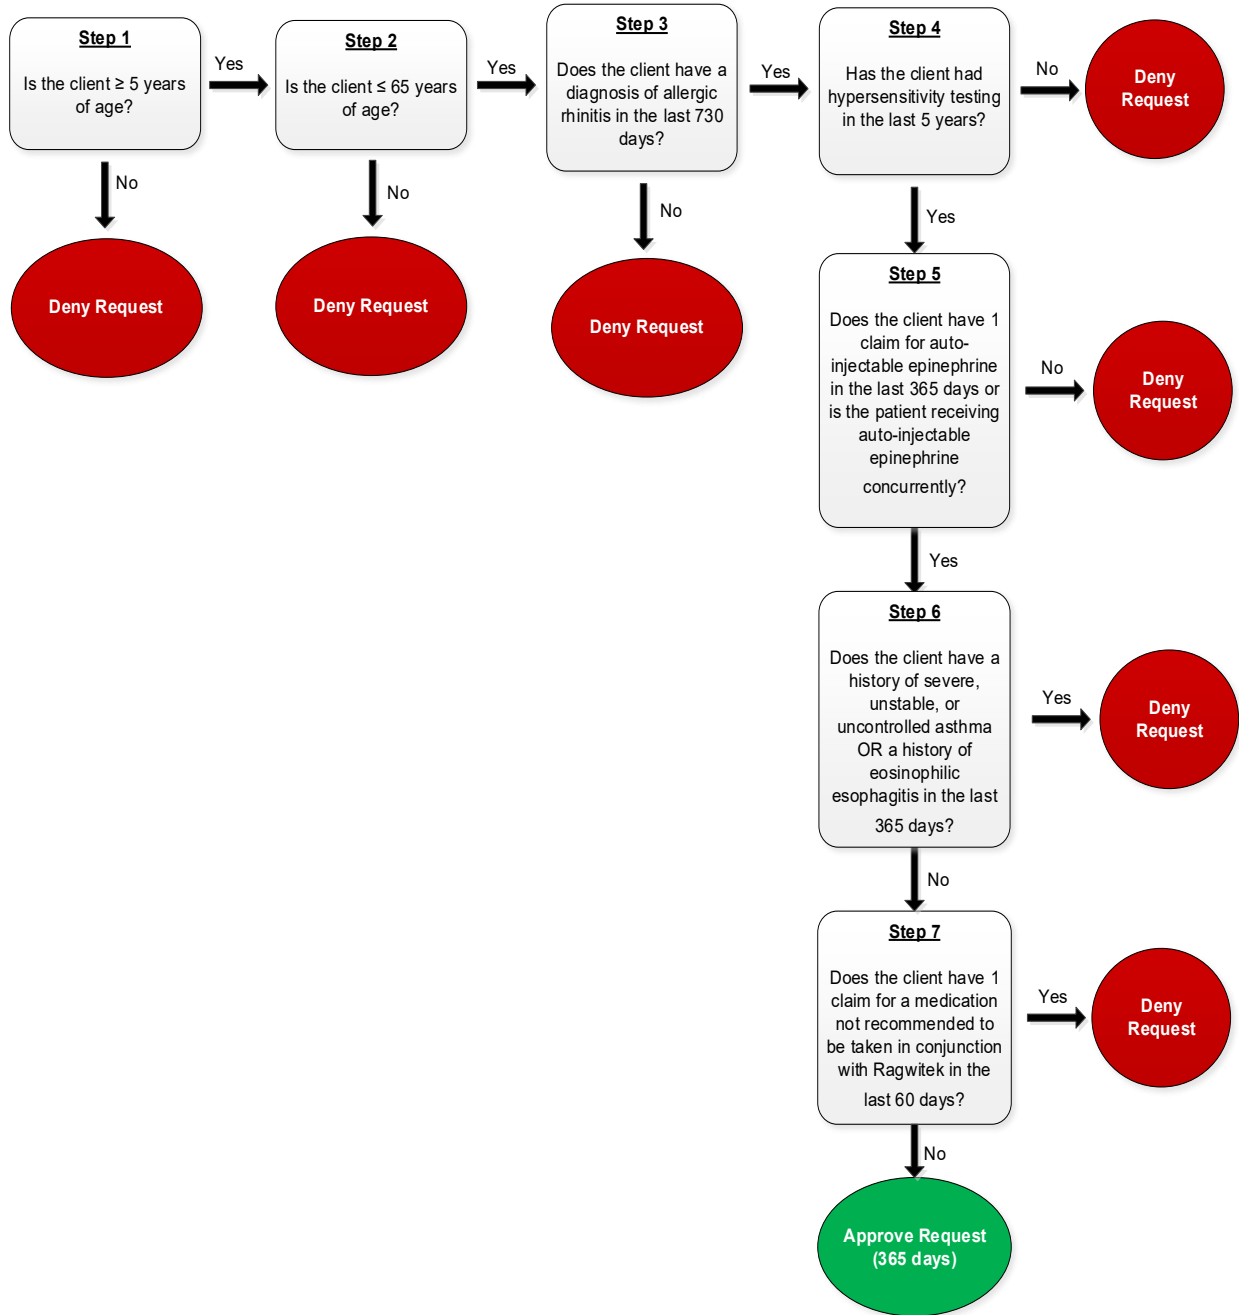 Step 1
Is the client ≥ 5 years
of age?
Yes
No
Deny Request
Step 2
Is the client ≤ 65 years
of age?
Yes
No
Deny Request
Step 3
Does the client have a
diagnosis of allergic
rhinitis in the last 730
days?
Yes
No
Deny Request
Step 4
Has the client had
hypersensitivity testing
in the last 5 years?
No
Deny
Request
Yes
Step 5
Does the client have 1
claim for auto-
injectable epinephrine
in the last 365 days or
is the patient receiving
auto-injectable
epinephrine
concurrently?
No
Deny
Request
Yes
Step 6
Does the client have a
history of severe,
unstable, or
uncontrolled asthma
OR a history of
eosinophilic
esophagitis in the last
365 days?
Yes
Deny
Request
No
Step 7
Does the client have 1
claim for a medication
not recommended to
be taken in conjunction
with Ragwitek in the
last 60 days?
Yes
Deny
Request
No
Approve Request
(365 days)